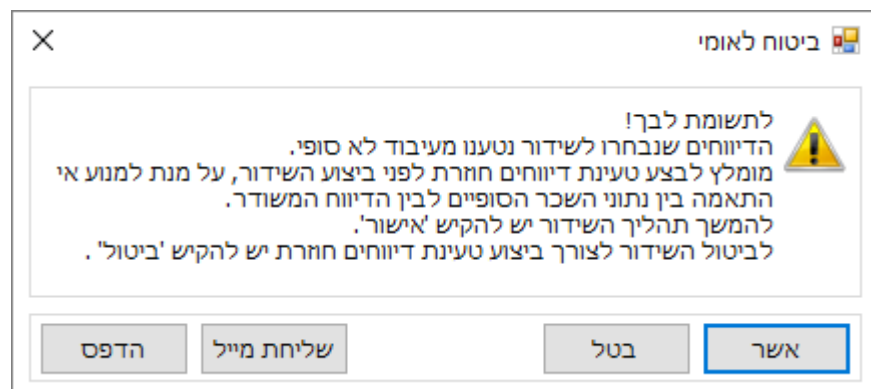 ביטוח לאומי
לתשומת לבך!
הדיווחים שנבחרו לשידור נטענו מעיבוד לא סופי.
מומלץ לבצע טעינת דיווחים חוזרת לפני ביצוע השידור, על מנת למנוע אי
התאמה בין נתוני השכר הסופיים לבין הדיווח המשודר.
להמשך תהליך השידור יש להקיש 'אישור'.
לביטול השידור לצורך ביצוע טעינת דיווחים חוזרת יש להקיש 'ביטול' .
אשר
בטל
שליחת מייל
הדפס